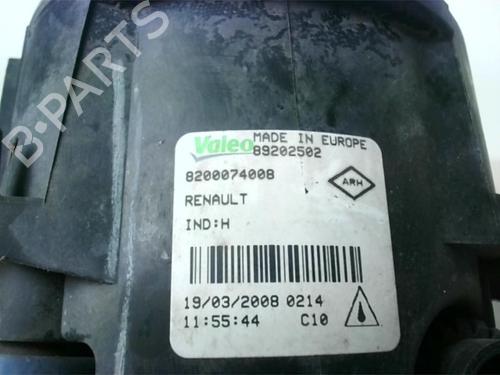 B-PARTS
Valeo MADE IN EUROPE
89202502
8200074008
ARH
RENAULT
IND:H
19/03/2008 0214
11:55:44 C10